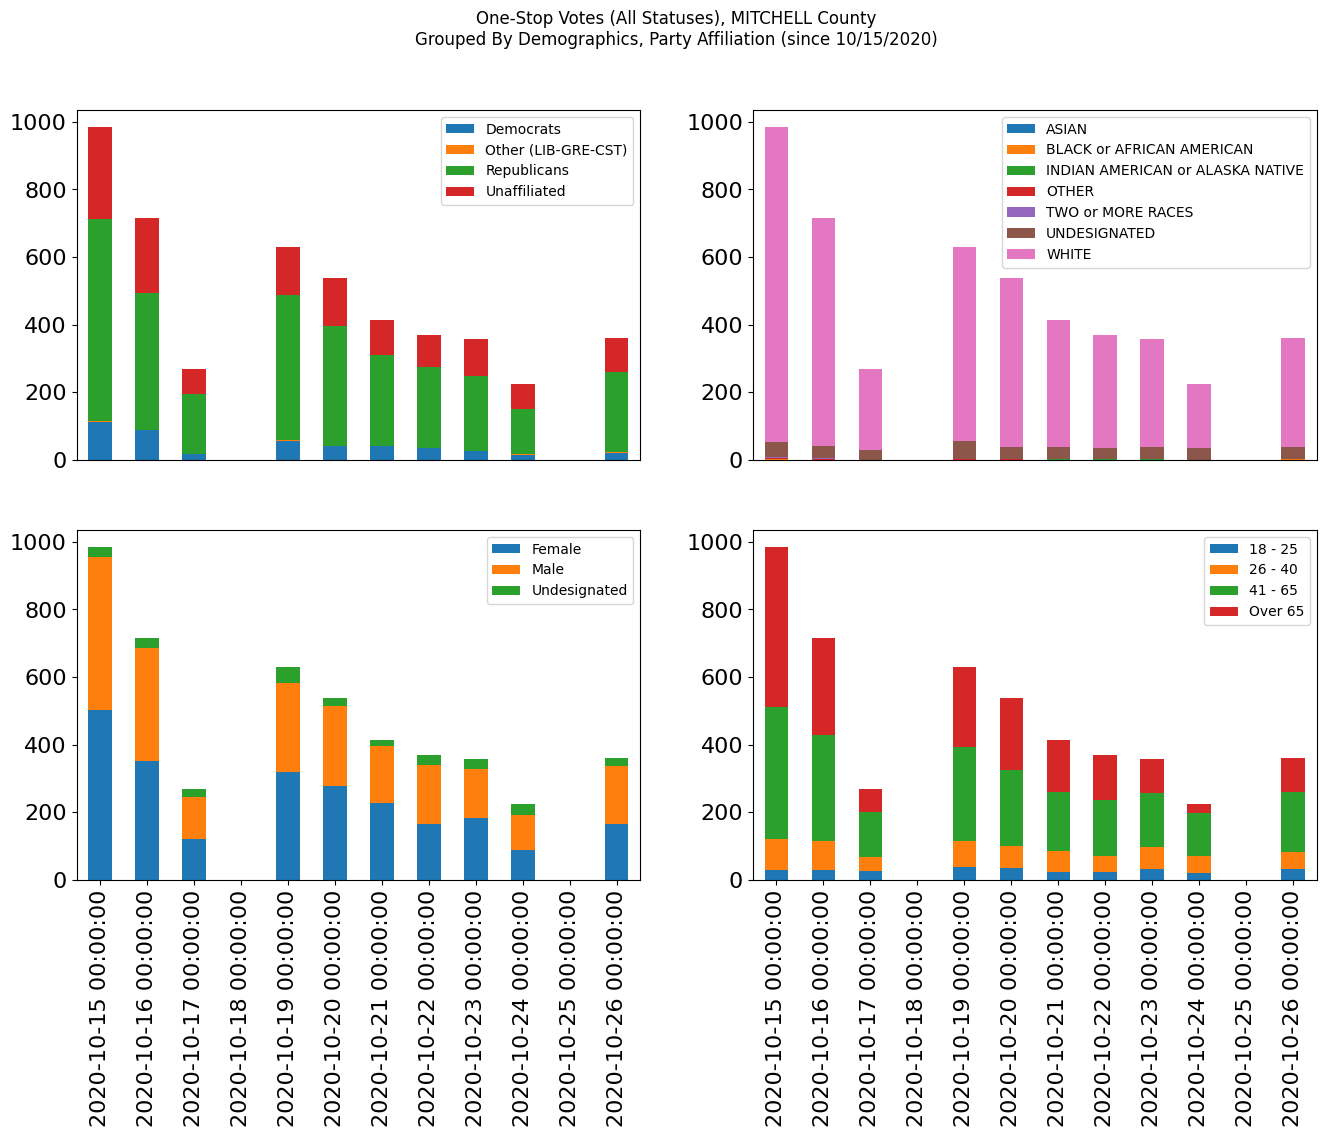 One-Stop Votes (All Statuses), MITCHELL County
Grouped By Demographics, Party Affiliation (since 10/15/2020)
1000
800
600
400
200
0
Democrats
Other (LIB-GRE-CST)
Republicans
Unaffiliated
1000
800
600
400
200
0
ASIAN
BLACK or AFRICAN AMERICAN
INDIAN AMERICAN or ALASKA NATIVE
OTHER
TWO or MORE RACES
UNDESIGNATED
WHITE
1000
800
600
400
200
0
Female
Male
Undesignated
2020-10-15 00:00:00
2020-10-16 00:00:00
2020-10-17 00:00:00
2020-10-18 00:00:00
2020-10-19 00:00:00
2020-10-20 00:00:00
2020-10-21 00:00:00
2020-10-22 00:00:00
2020-10-23 00:00:00
2020-10-24 00:00:00
2020-10-25 00:00:00
2020-10-26 00:00:00
1000
800
600
400
200
0
18 - 25
26 - 40
41 - 65
Over 65
2020-10-15 00:00:00
2020-10-16 00:00:00
2020-10-17 00:00:00
2020-10-18 00:00:00
2020-10-19 00:00:00
2020-10-20 00:00:00
2020-10-21 00:00:00
2020-10-22 00:00:00
2020-10-23 00:00:00
2020-10-24 00:00:00
2020-10-25 00:00:00
2020-10-26 00:00:00